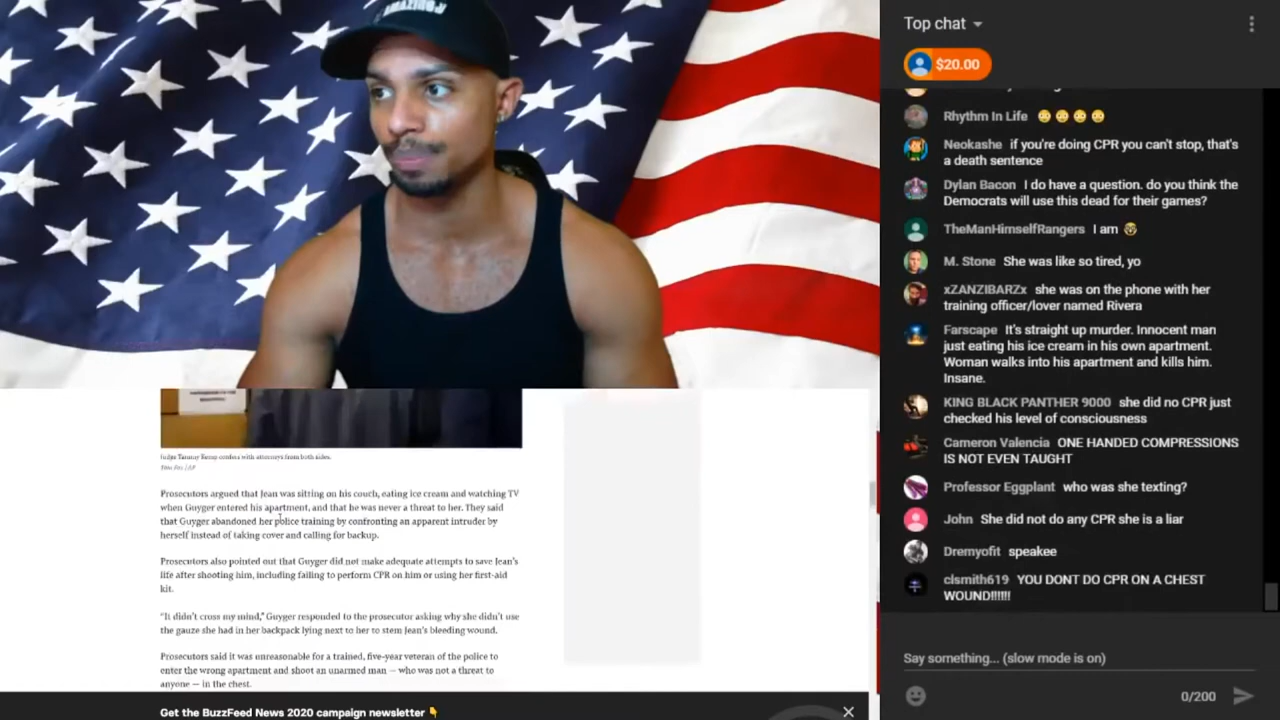 AMAZING
Top chat
$20.00
Rhythm In Life
Neokashe if you're doing CPR you can't stop, that's
a death sentence
Dylan Bacon I do have a question. do you think the
Democrats will use this dead for their games?
TheManHimselfRangers I am
M. Stone She was like so tired, yo
xZANZIBARZx she was on the phone with her
training officer/lover named Rivera
Farscape It's straight up murder. Innocent man
just eating his ice cream in his own apartment.
Woman walks into his apartment and kills him.
Insane.
KING BLACK PANTHER 9000 she did no CPR just
checked his level of consciousness
Cameron Valencia ONE HANDED COMPRESSIONS
IS NOT EVEN TAUGHT
Professor Eggplant who was she texting?
John She did not do any CPR she is a liar
Dremyofit speakee
clsmith619 YOU DONT DO CPR ON A CHEST
WOUND!!!!!!
Say something... (slow mode is on)
0/200
Judge Tammy Kemp confers with attorneys from both sides.
Prosecutors argued that Jean was sitting on his couch, eating ice cream and watching TV
when Guyger entered his apartment, and that he was never a threat to her. They said
that Guyger abandoned her police training by confronting an apparent intruder by
herself instead of taking cover and calling for backup.
Prosecutors also pointed out that Guyger did not make adequate attempts to save Jean's
life after shooting him, including failing to perform CPR on him or using her first-aid
kit.
"It didn't cross my mind," Guyger responded to the prosecutor asking why she didn't use
the gauze she had in her backpack lying next to her to stem Jean's bleeding wound.
Prosecutors said it was unreasonable for a trained, five-year veteran of the police to
enter the wrong apartment and shoot an unarmed man — who was not a threat to
anyone — in the chest.
Get the BuzzFeed News 2020 campaign newsletter